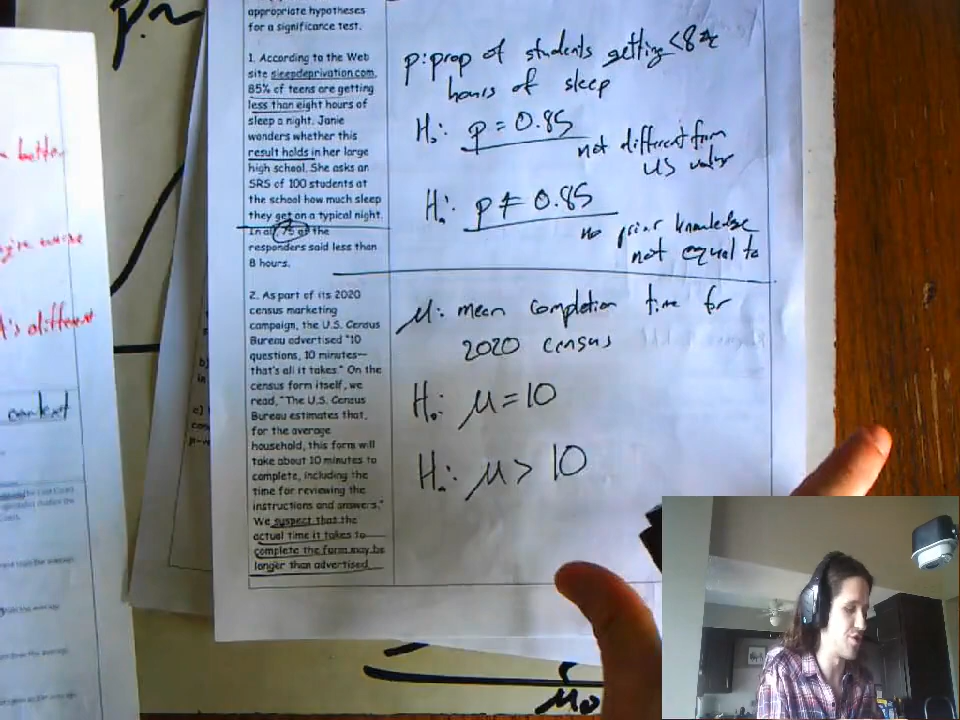 appropriate hypotheses
for a significance test.
1. According to the Web
site sleepdeprivation.com,
85% of teens are getting
less than eight hours of
sleep a night. Janie
wonders whether this
result holds in her large
high school. She asks an
SRS of 100 students at
the school how much sleep
they get on a typical night.
In all 75 of the
responders said less than
8 hours.
p: prop of students getting <8
hours of sleep
H₀: p = 0.85
not different from
US value
Hₐ: p ≠ 0.85
no prior knowledge
not equal to
2. As part of its 2020
census marketing
campaign, the U.S. Census
Bureau advertised "10
questions, 10 minutes—
that's all it takes." On the
census form itself, we
read, "The U.S. Census
Bureau estimates that,
for the average
household, this form will
take about 10 minutes to
complete, including the
time for reviewing the
instructions and answers."
We suspect that the
actual time it takes to
complete the form may be
longer than advertised
μ: mean completion time for
2020 census
H₀: μ = 10
Hₐ: μ > 10
better
it's different
context
b)
in
c)
μ₀